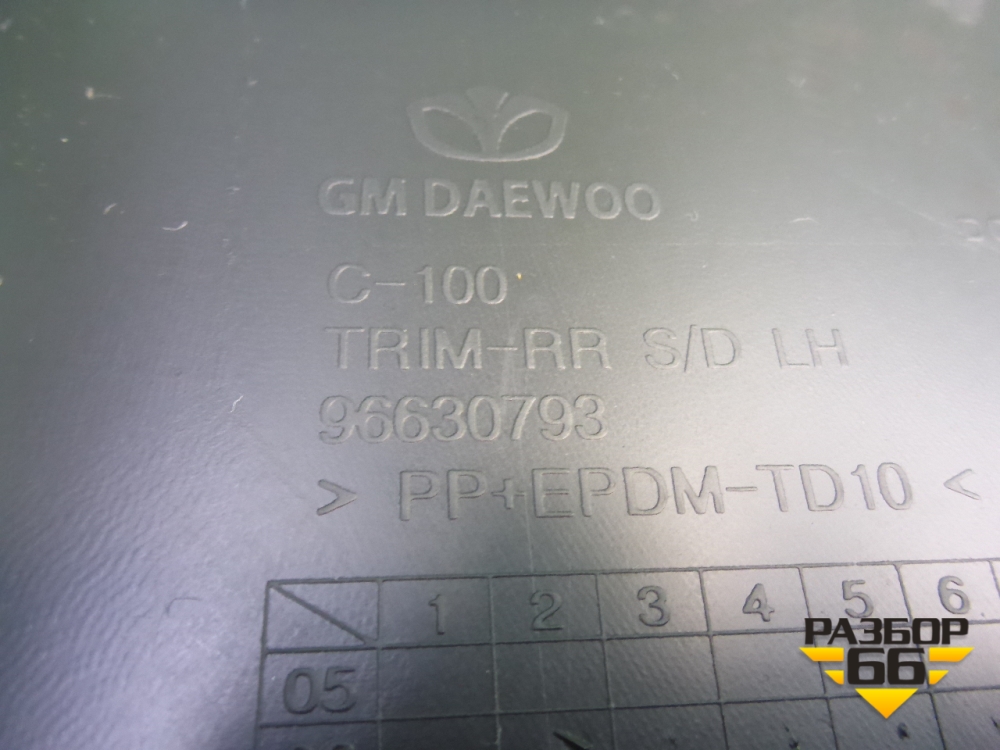 GM DAEWOO
C-100
TRIM-RR S/D LH
96630793
> PP+EPDM-TD10 <
1 2 3 4 5 6
05
РАЗБОР
66